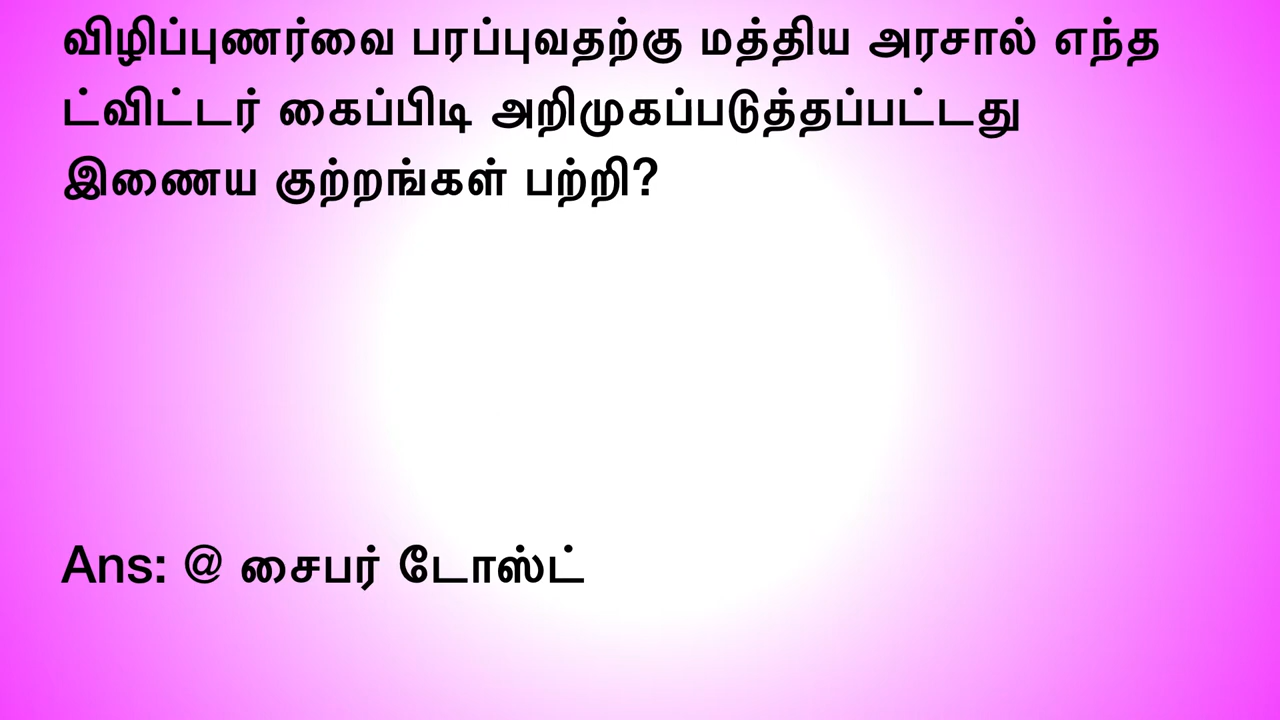 விழிப்புணர்வை பரப்புவதற்கு மத்திய அரசால் எந்த
ட்விட்டர் கைப்பிடி அறிமுகப்படுத்தப்பட்டது
இணைய குற்றங்கள் பற்றி?
Ans: @ சைபர் டோஸ்ட்